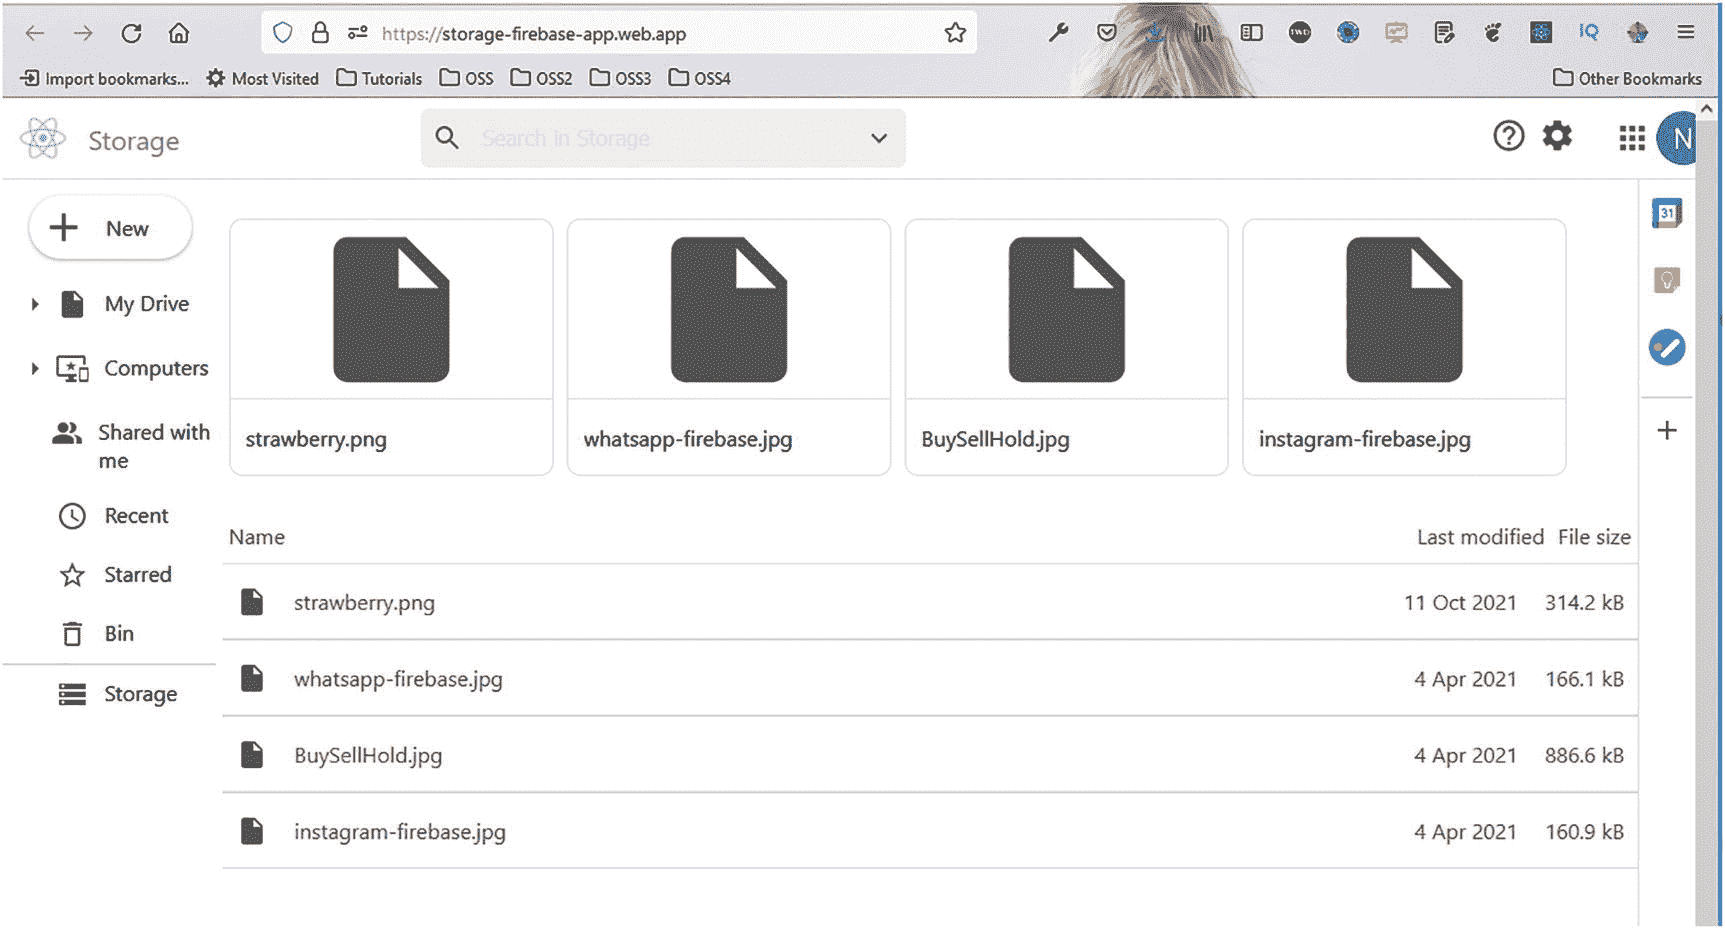 https://storage-firebase-app.web.app
IWD
IQ
Import bookmarks... Most Visited Tutorials OSS OSS2 OSS3 OSS4 Other Bookmarks
Storage Search in Storage N
31
New
My Drive
Computers
Shared with
me
Recent
Starred
Bin
Storage
strawberry.png whatsapp-firebase.jpg BuySellHold.jpg instagram-firebase.jpg
Name Last modified File size
strawberry.png 11 Oct 2021 314.2 kB
whatsapp-firebase.jpg 4 Apr 2021 166.1 kB
BuySellHold.jpg 4 Apr 2021 886.6 kB
instagram-firebase.jpg 4 Apr 2021 160.9 kB